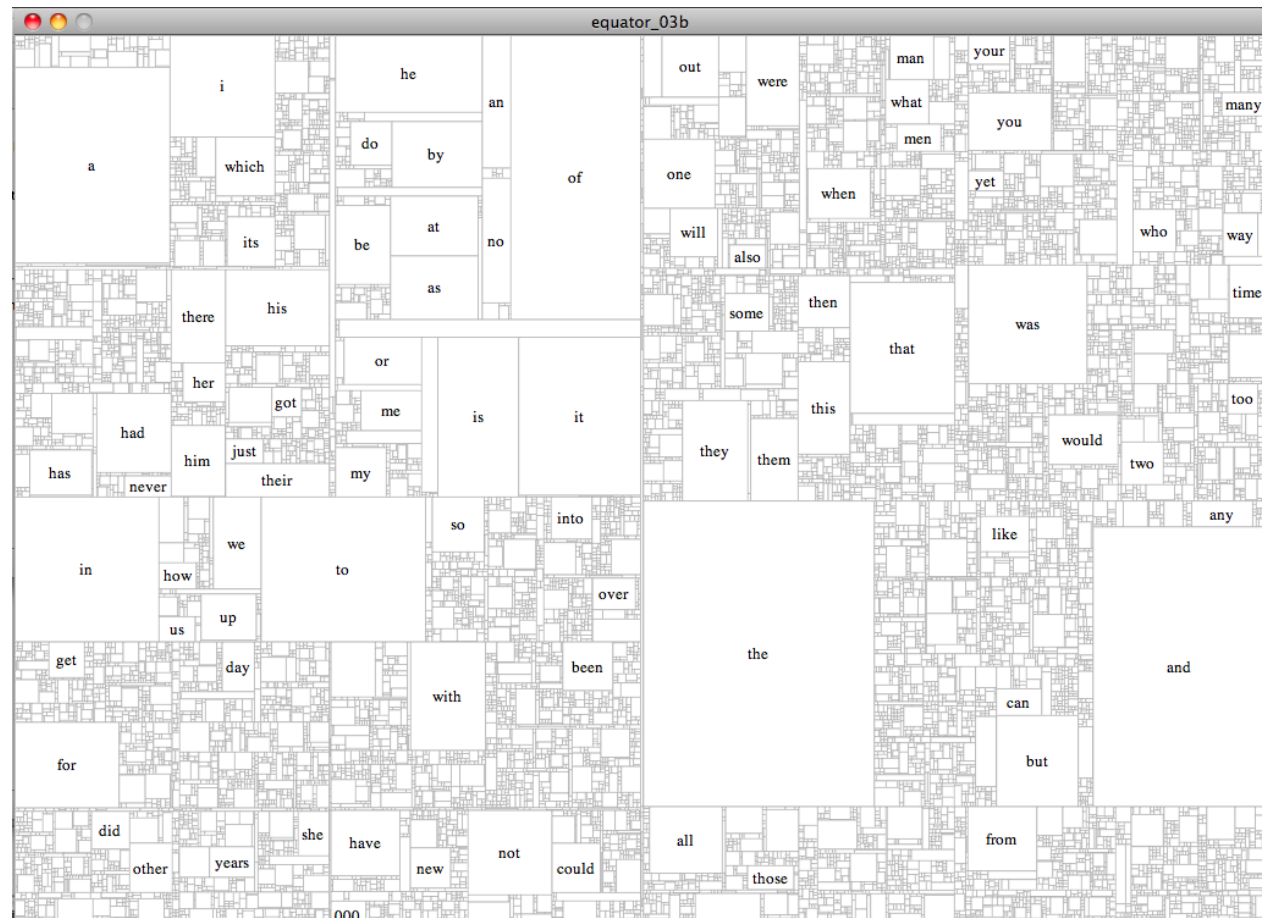 equator_03b
he
out
man
your
i
were
an
what
many
you
do
men
by
a
which
one
of
yet
when
at
will
who
way
its
be
no
also
as
time
his
then
some
there
was
that
or
her
too
got
this
me
is
it
had
would
just
they
him
them
two
has
my
their
never
any
into
so
like
we
in
how
to
over
up
us
the
get
day
been
and
with
can
but
for
did
she
have
all
from
not
years
other
new
could
those
000